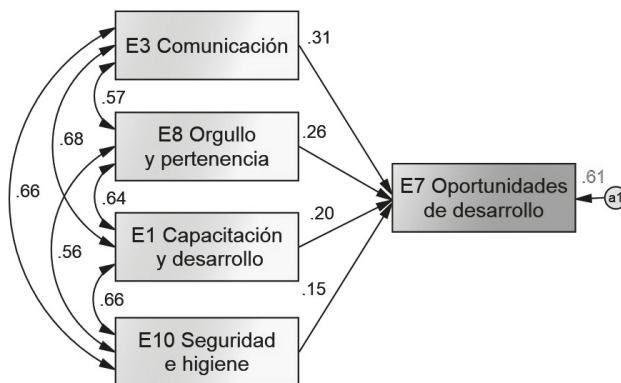 E3 Comunicación
.31
.57
E8 Orgullo
y pertenencia
.26
.68
.66
.64
.56
E7 Oportunidades
de desarrollo
.61
a1
E1 Capacitación
y desarrollo
.20
.66
.15
E10 Seguridad
e higiene